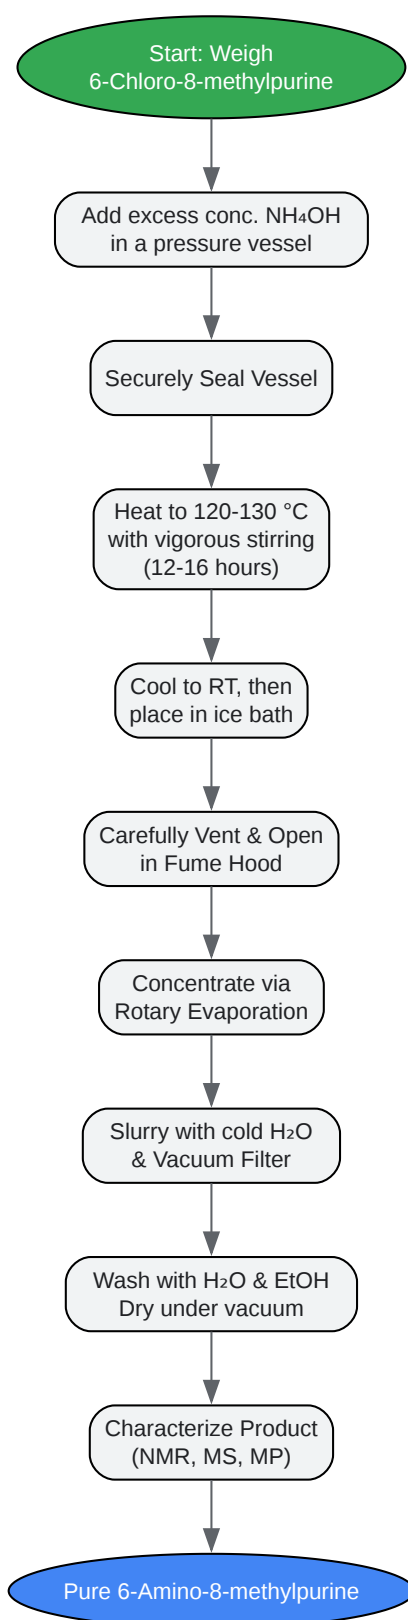 Start: Weigh
6-Chloro-8-methylpurine
Add excess conc. NH₄OH
in a pressure vessel
Securely Seal Vessel
Heat to 120-130 °C
with vigorous stirring
(12-16 hours)
Cool to RT, then
place in ice bath
Carefully Vent & Open
in Fume Hood
Concentrate via
Rotary Evaporation
Slurry with cold H₂O
& Vacuum Filter
Wash with H₂O & EtOH
Dry under vacuum
Characterize Product
(NMR, MS, MP)
Pure 6-Amino-8-methylpurine